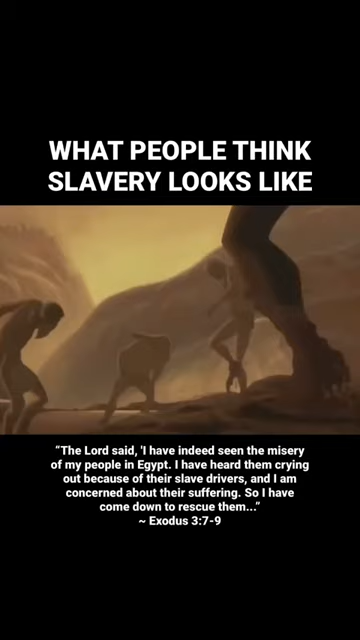 WHAT PEOPLE THINK
SLAVERY LOOKS LIKE
“The Lord said, 'I have indeed seen the misery
of my people in Egypt. I have heard them crying
out because of their slave drivers, and I am
concerned about their suffering. So I have
come down to rescue them...”
~ Exodus 3:7-9